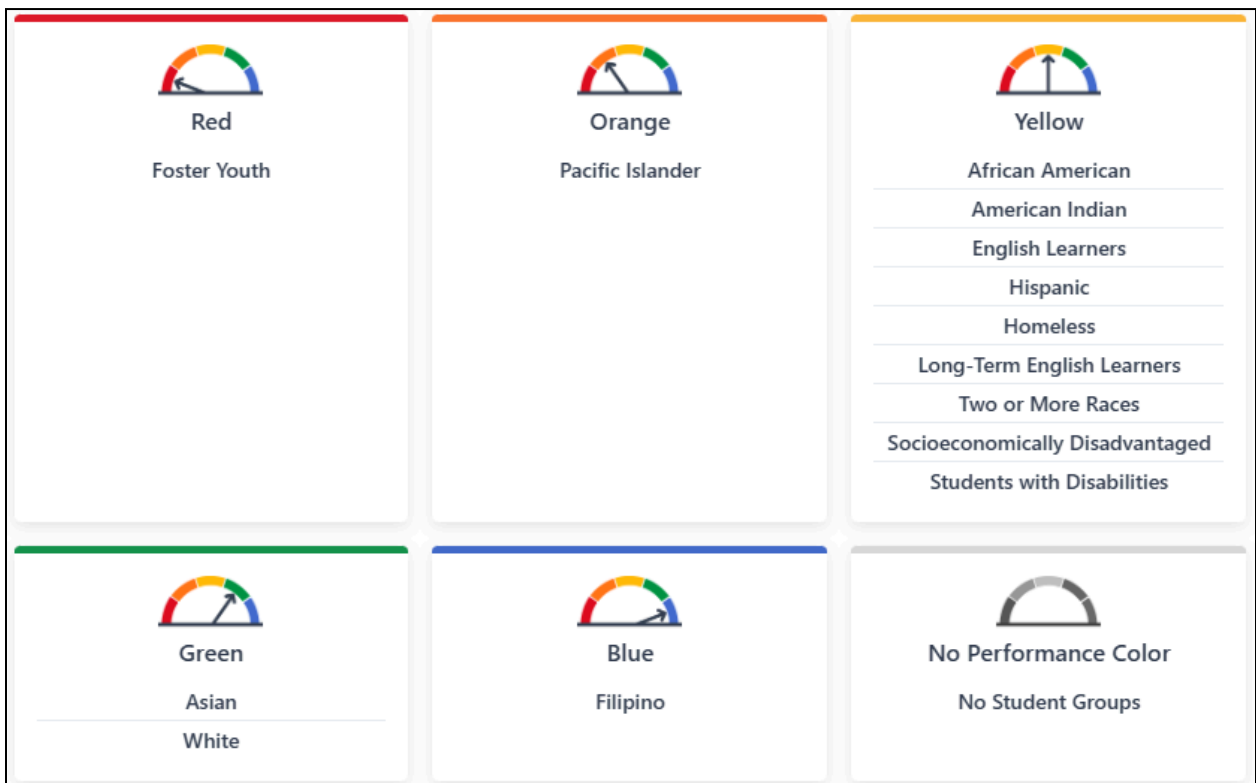 Red
Foster Youth
Orange
Pacific Islander
Yellow
African American
American Indian
English Learners
Hispanic
Homeless
Long-Term English Learners
Two or More Races
Socioeconomically Disadvantaged
Students with Disabilities
Green
Asian
White
Blue
Filipino
No Performance Color
No Student Groups